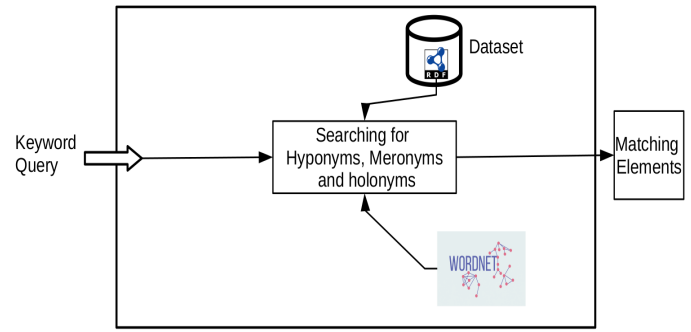 Dataset
RDF
Keyword
Query
Searching for
Hyponyms, Meronyms
and holonyms
Matching
Elements
WORDNET